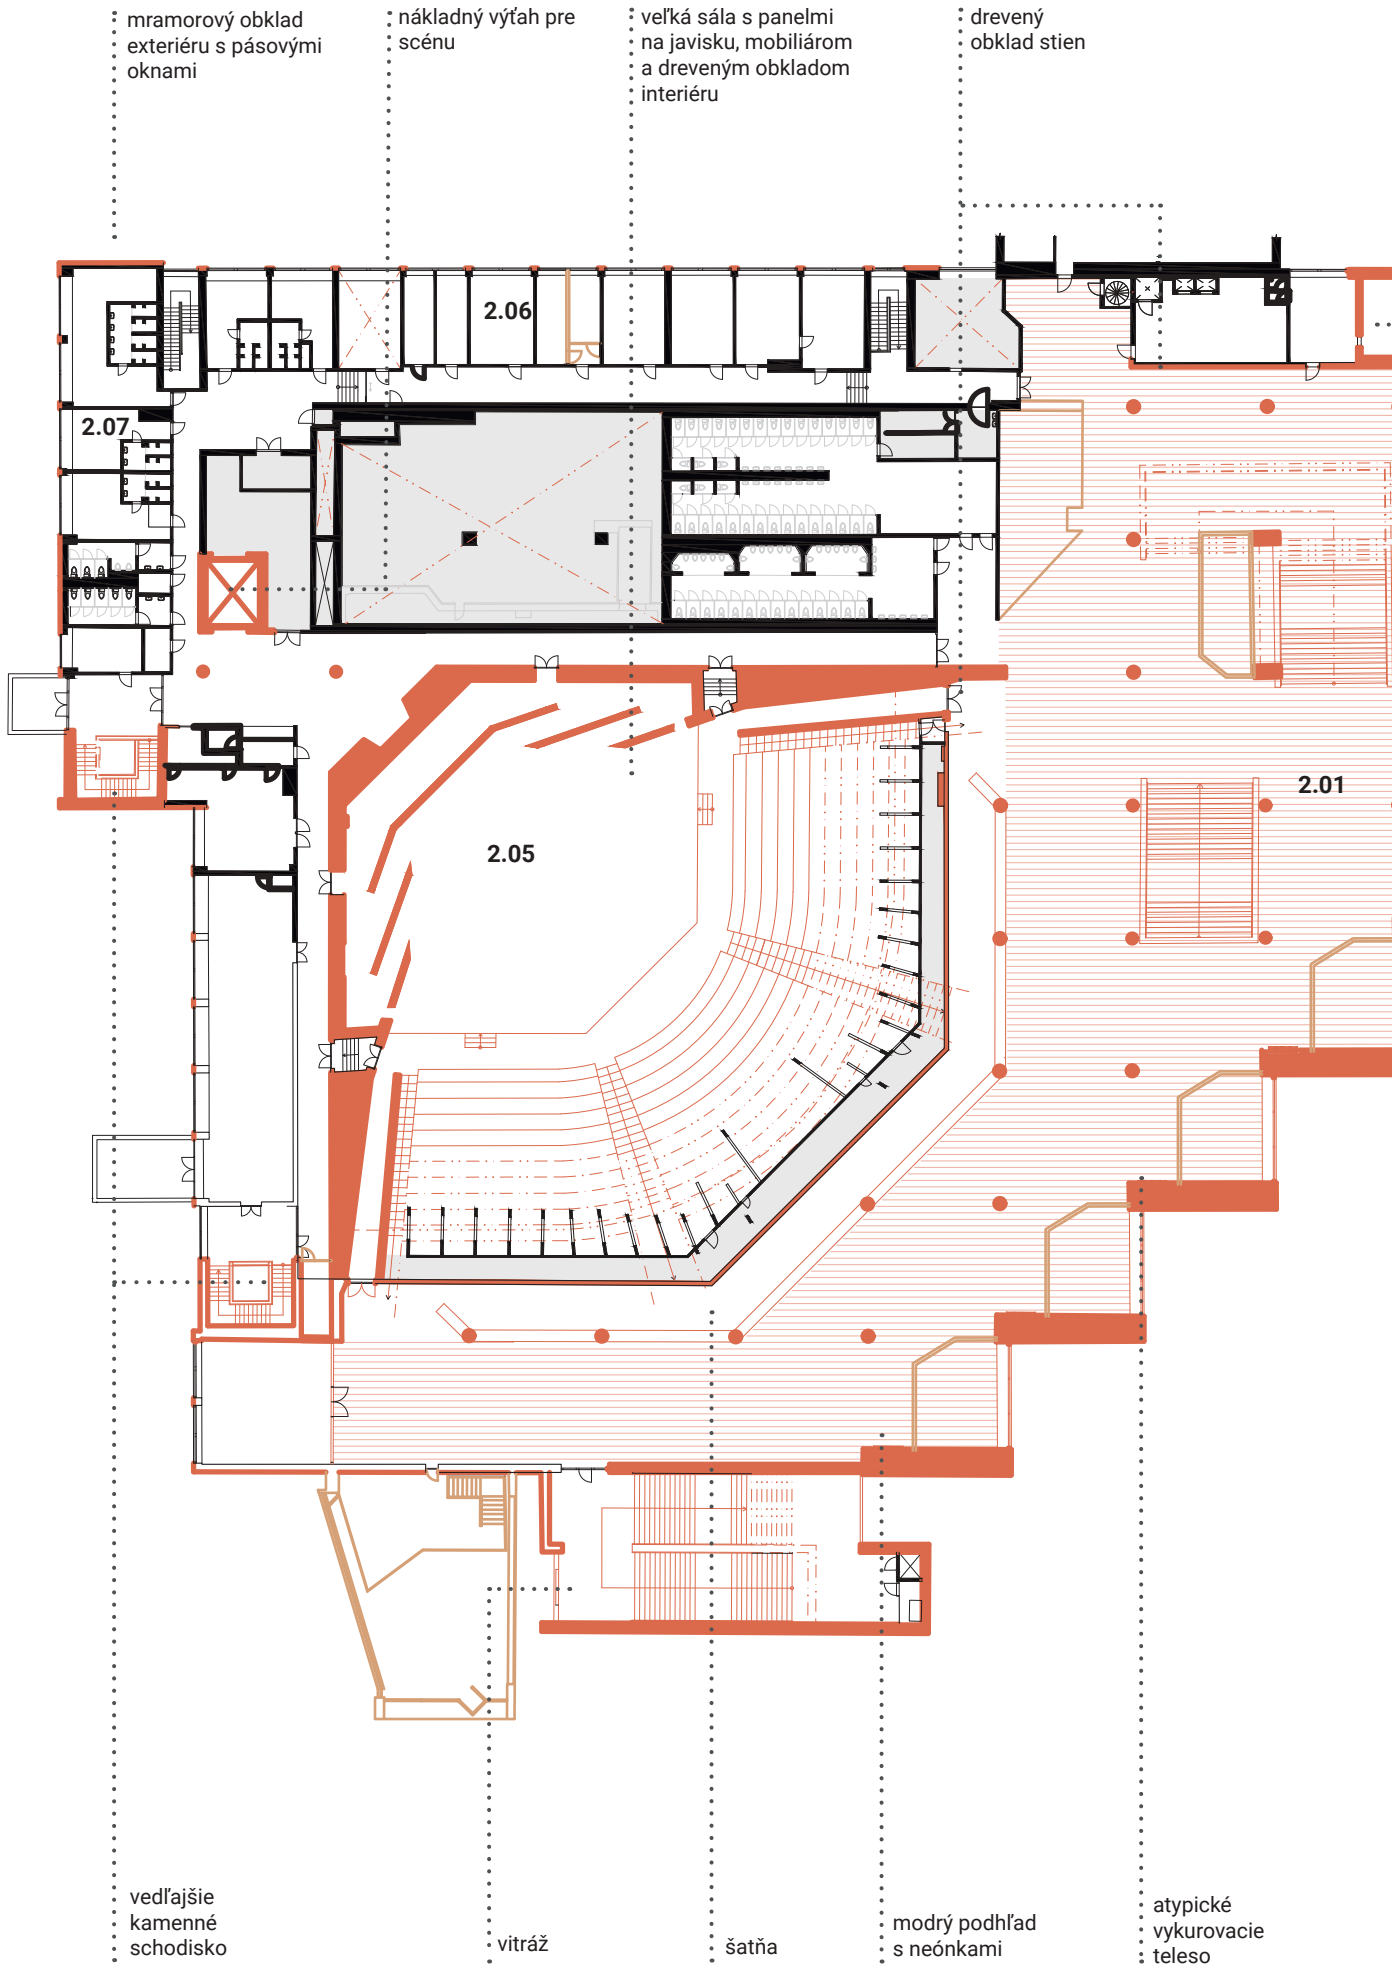 mramorový obklad
exteriéru s pásovými
oknami
nákladný výťah pre
scénu
veľká sála s panelmi
na javisku, mobiliárom
a dreveným obkladom
interiéru
drevený
obklad stien
2.06
2.07
2.01
2.05
vedľajšie
kamenné
schodisko
vitráž
šatňa
modrý podhľad
s neónkami
atypické
vykurovacie
teleso